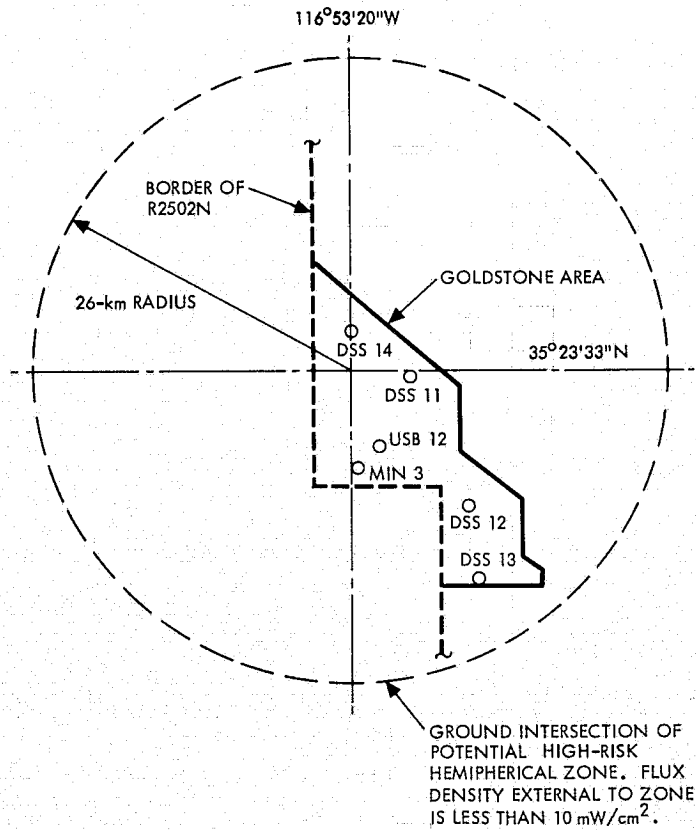 116°53'20"W
BORDER OF
R2502N
26-km RADIUS
GOLDSTONE AREA
DSS 14
35°23'33"N
DSS 11
USB 12
MIN 3
DSS 12
DSS 13
GROUND INTERSECTION OF
POTENTIAL HIGH-RISK
HEMIPHERICAL ZONE. FLUX
DENSITY EXTERNAL TO ZONE
IS LESS THAN 10 mW/cm².